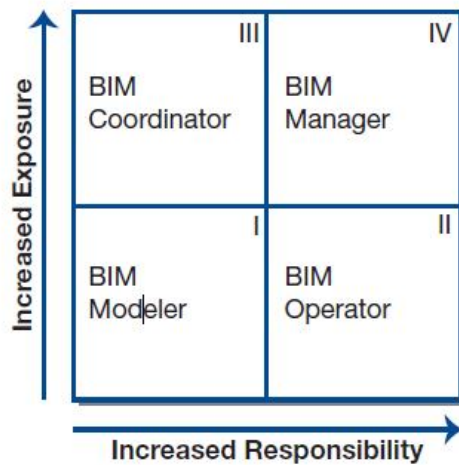 III
BIM
Coordinator
IV
BIM
Manager
I
BIM
Modeler
II
BIM
Operator
Increased Exposure
Increased Responsibility